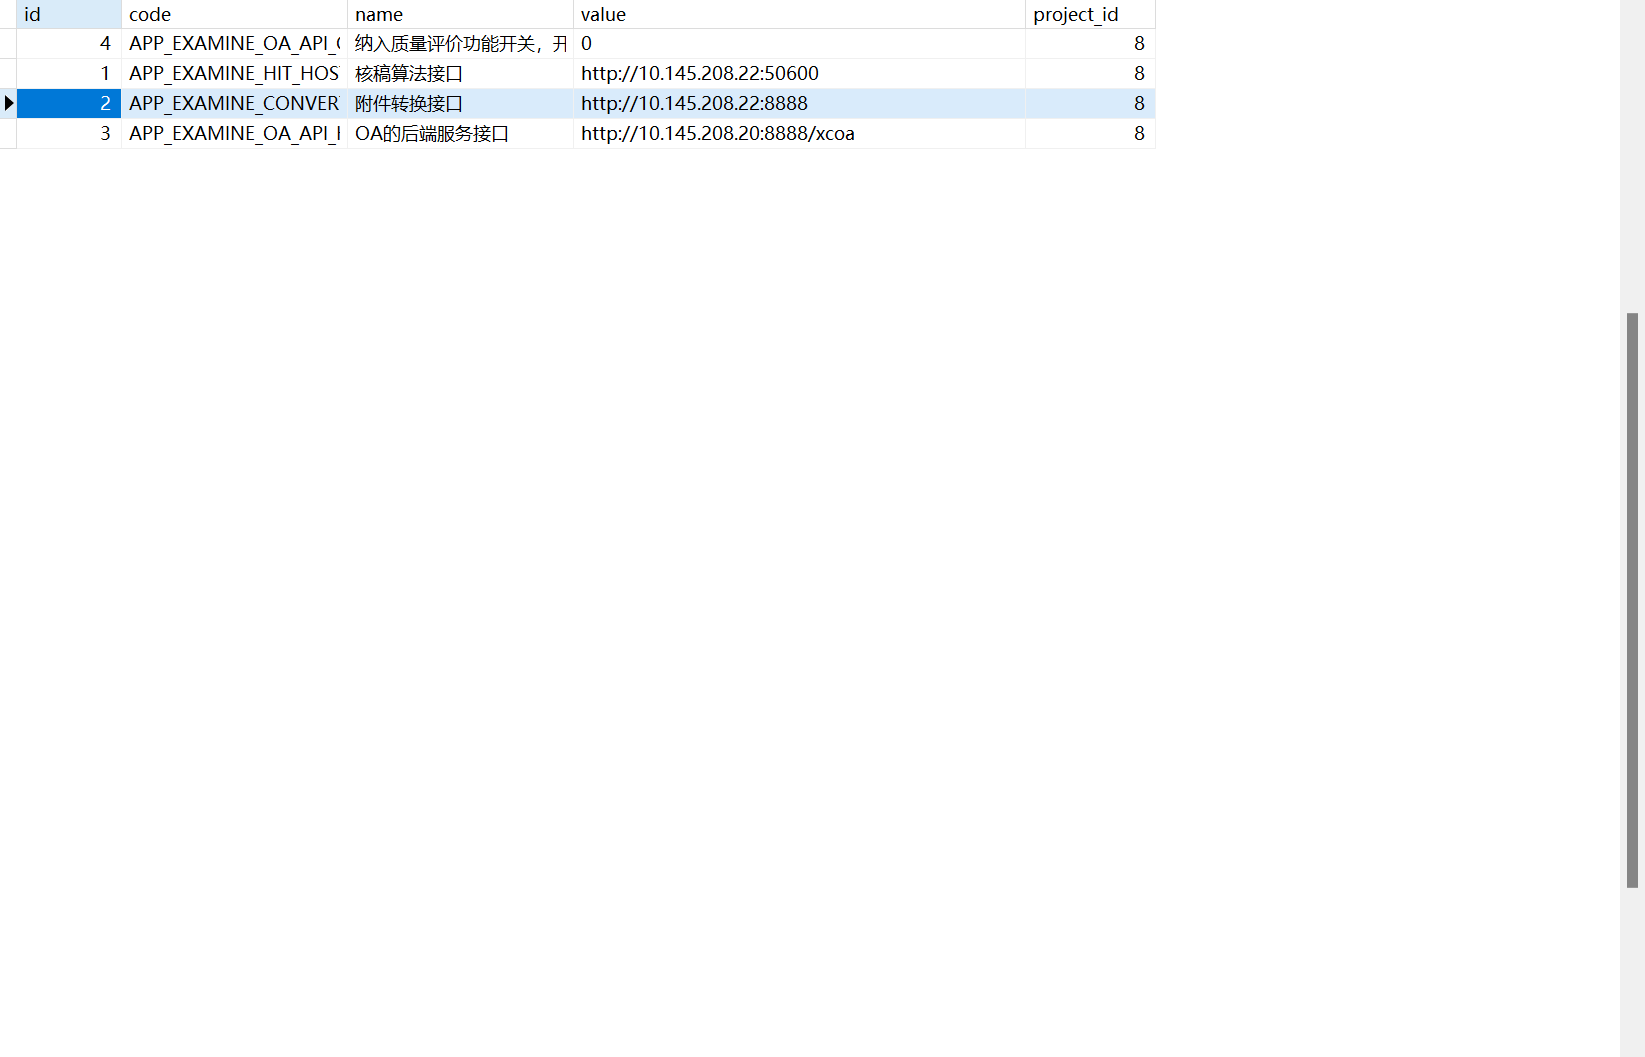 id code name value project_id
4 APP_EXAMINE_OA_API_ 纳入质量评价功能开关，开 0 8
1 APP_EXAMINE_HIT_HOS 核稿算法接口 http://10.145.208.22:50600 8
2 APP_EXAMINE_CONVER 附件转换接口 http://10.145.208.22:8888 8
3 APP_EXAMINE_OA_API_ OA的后端服务接口 http://10.145.208.20:8888/xcoa 8